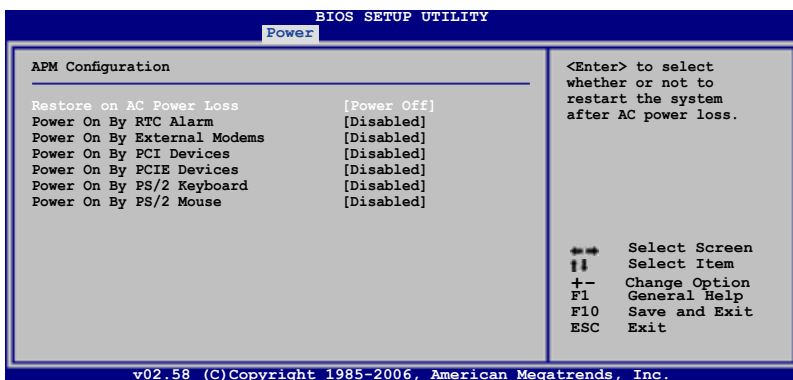 BIOS SETUP UTILITY
Power
APM Configuration
Restore on AC Power Loss [Power Off]
Power On By RTC Alarm [Disabled]
Power On By External Modems [Disabled]
Power On By PCI Devices [Disabled]
Power On By PCIE Devices [Disabled]
Power On By PS/2 Keyboard [Disabled]
Power On By PS/2 Mouse [Disabled]
<Enter> to select
whether or not to
restart the system
after AC power loss.
←→ Select Screen
↑↓ Select Item
+- Change Option
F1 General Help
F10 Save and Exit
ESC Exit
v02.58 (C)Copyright 1985-2006, American Megatrends, Inc.